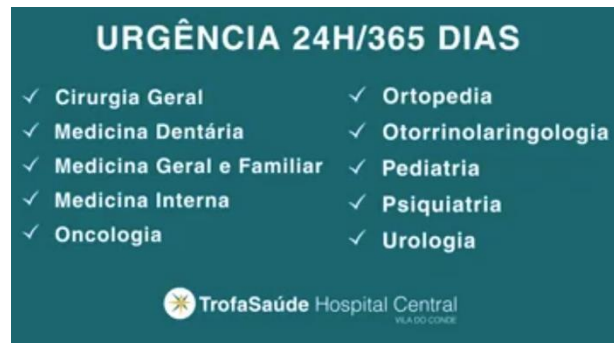 URGÊNCIA 24H/365 DIAS
Cirurgia Geral
Medicina Dentária
Medicina Geral e Familiar
Medicina Interna
Oncologia
Ortopedia
Otorrinolaringologia
Pediatria
Psiquiatria
Urologia
TrofaSaúde Hospital Central
VILA DO CONDE